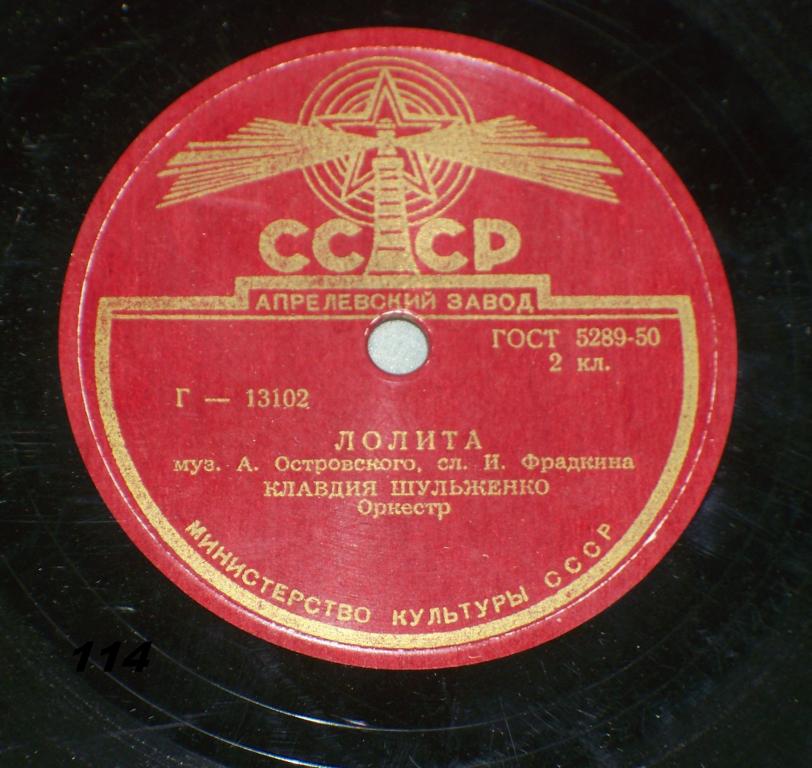 СССР
АПРЕЛЕВСКИЙ ЗАВОД
ГОСТ 5289-50
2 кл.
Г — 13102
ЛОЛИТА
муз. А. Островского, сл. И. Фрадкина
КЛАВДИЯ ШУЛЬЖЕНКО
Оркестр
МИНИСТЕРСТВО КУЛЬТУРЫ СССР
114